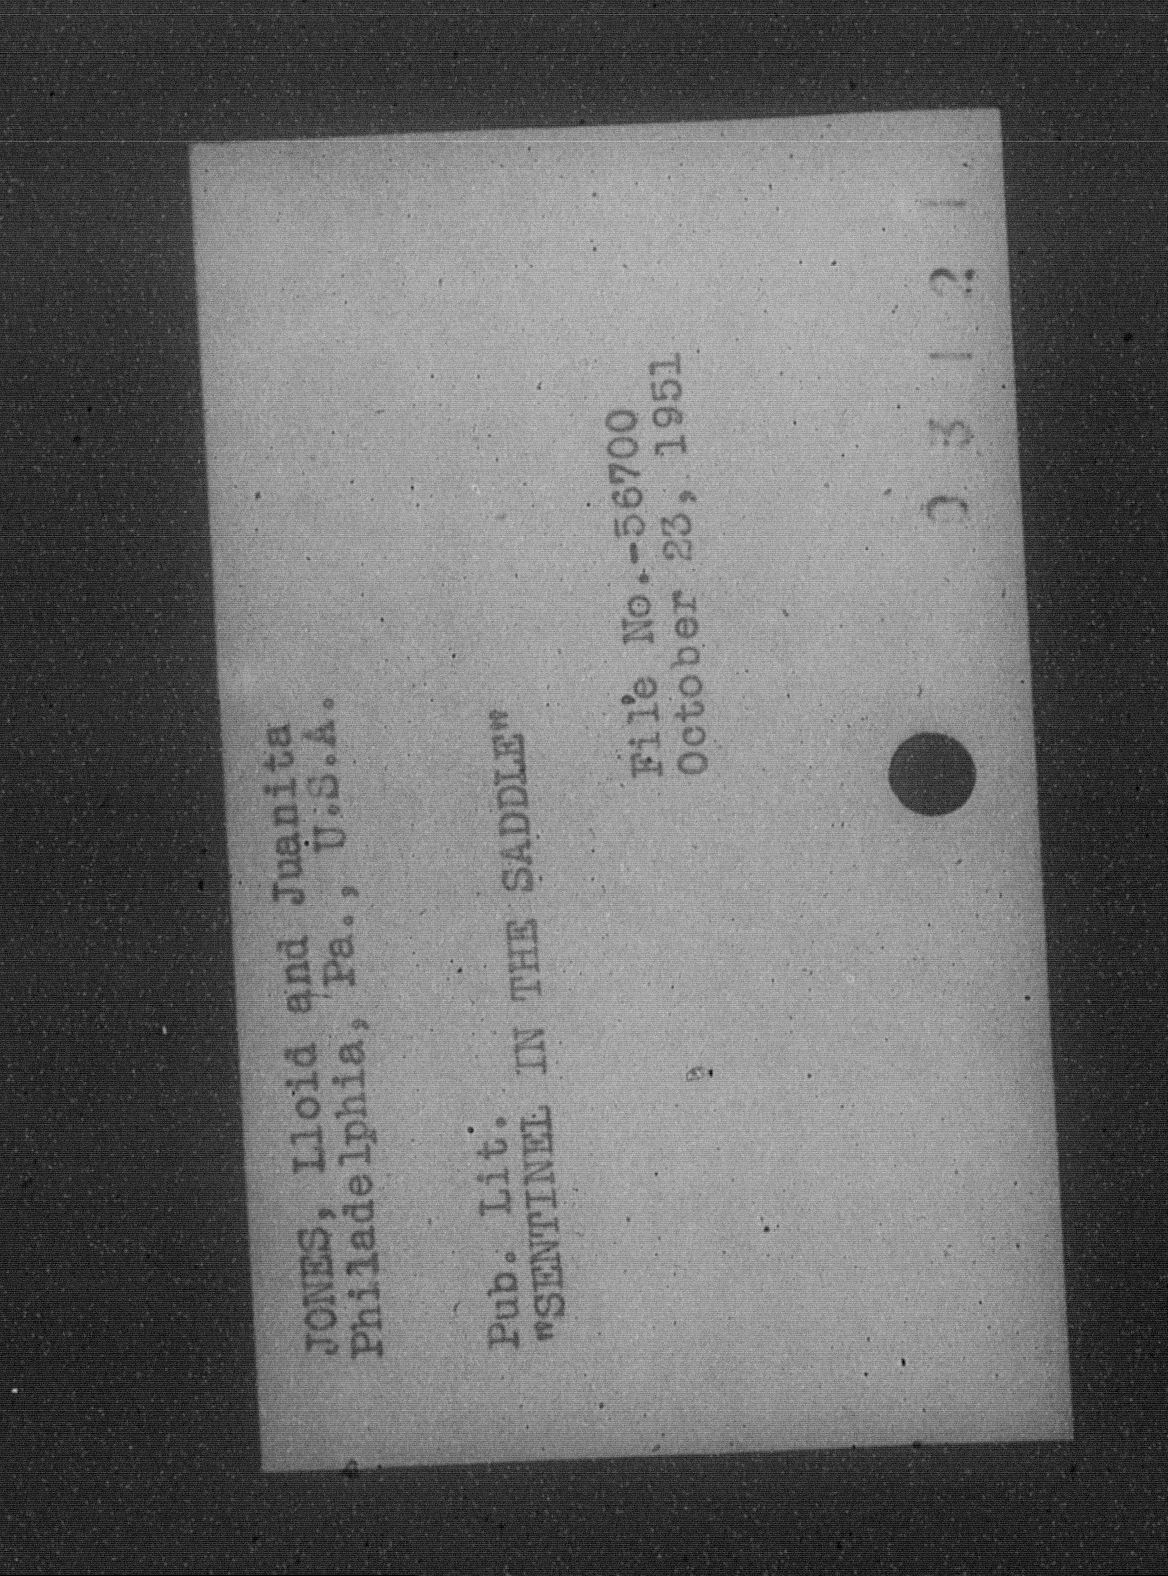 JONES, Lloid and Juanita
Philadelphia, Pa., U.S.A.
Pub. Lit.
"SENTINEL IN THE SADDLE"
File No.-56700
October 23, 1951